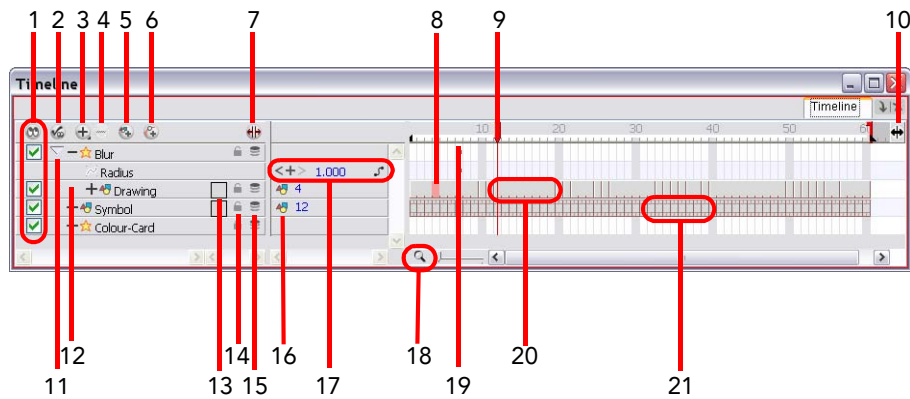 1 2 3 4 5 6 7 8 9 10
Timeline
Timeline
10 20 30 40 50 6
Blur
Radius <+> 1.000
Drawing 4
Symbol 12
Colour-Card
12 14 16 18 20
11 13 15 17 19 21